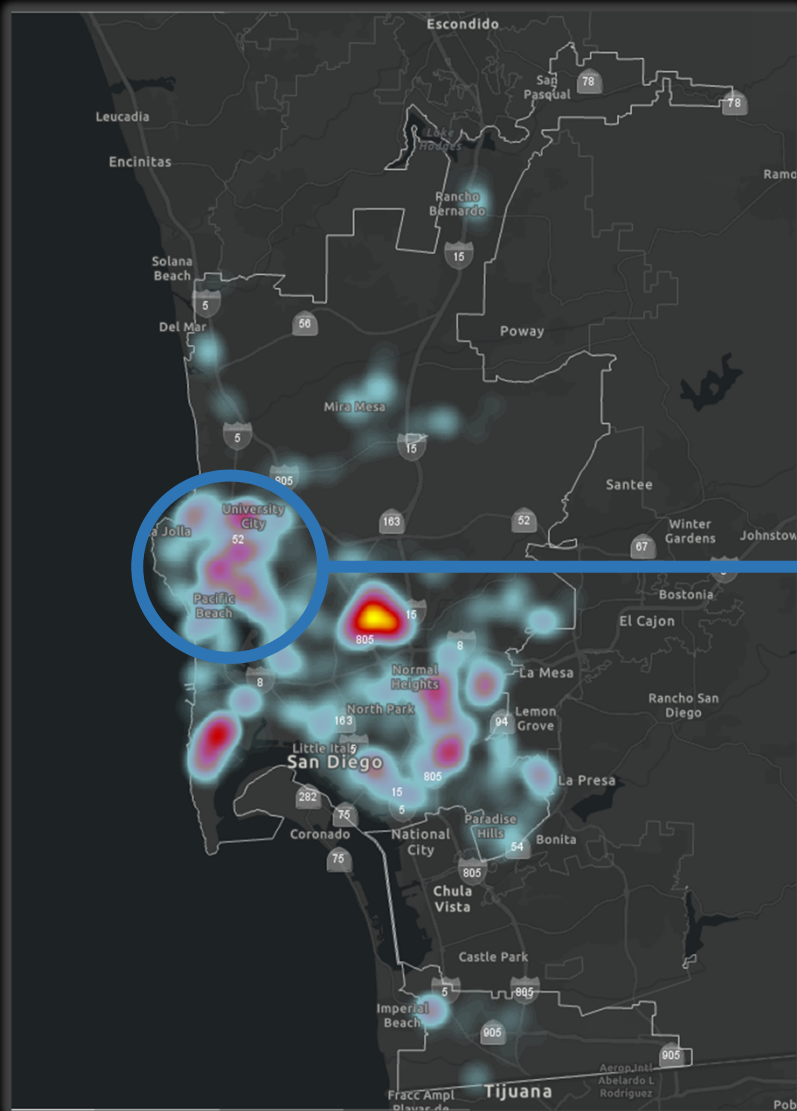 Escondido
San
Pasqual
78
78
Leucadia
Lake
Hodges
Encinitas
Ramo
Rancho
Bernardo
15
Solana
Beach
5
56
Del Mar
Poway
Mira Mesa
5
15
805
Santee
University
City
163
52
a Jolla
52
Winter
Gardens
67
Johnstow
Bostonia
Pacific
Beach
15
805
El Cajon
8
Normal
Heights
La Mesa
8
Rancho San
Diego
North Park
Lemon
Grove
163
94
Little Ital
5
San Diego
805
La Presa
15
282
5
75
Paradise
Hills
Coronado
National
City
Bonita
54
75
805
Chula
Vista
Castle Park
5
805
Imperial
Beach
905
905
Aerop.Intl
Abelardo L
Rodriguez
Tijuana
Fracc Ampl
Playas de
Pob